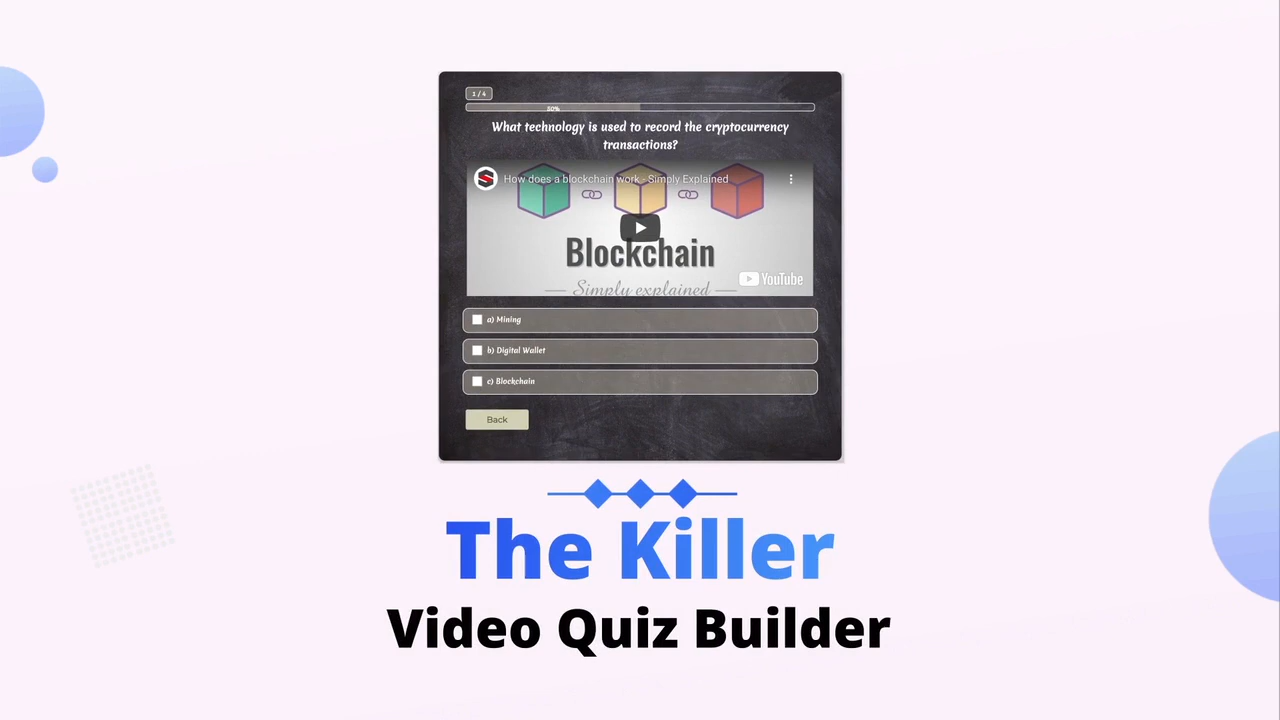 1 / 4
50%
What technology is used to record the cryptocurrency
transactions?
How does a blockchain work - Simply Explained
Blockchain
Simply explained
YouTube
a) Mining
b) Digital Wallet
c) Blockchain
Back
The Killer
Video Quiz Builder